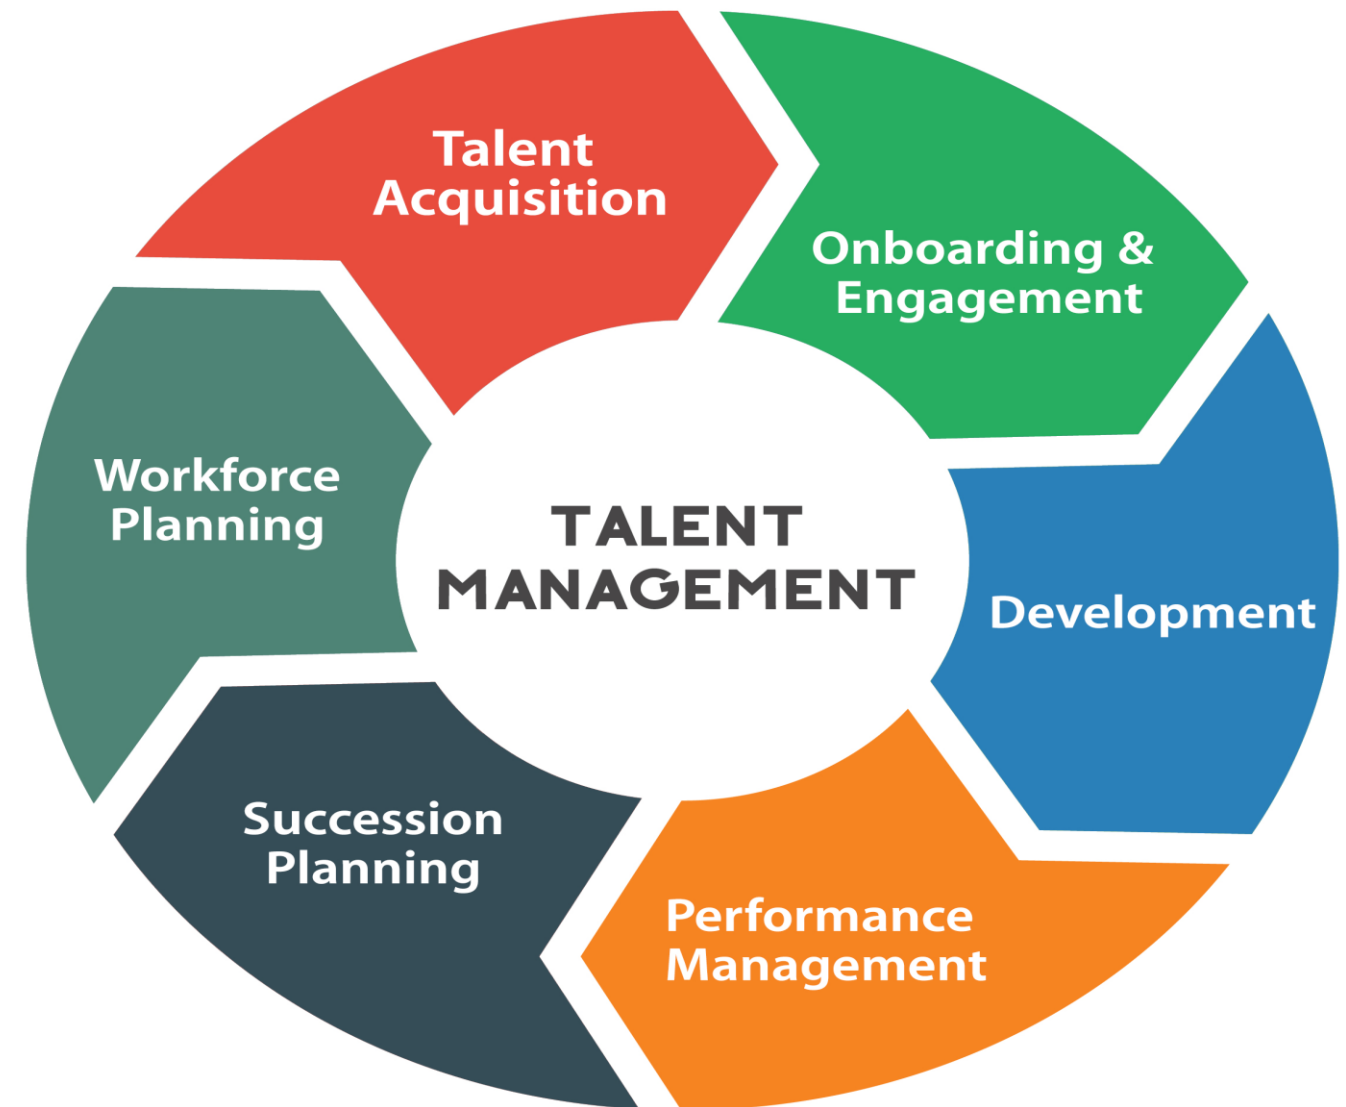 Talent
Acquisition
Onboarding &
Engagement
Development
Performance
Management
Succession
Planning
Workforce
Planning
TALENT
MANAGEMENT